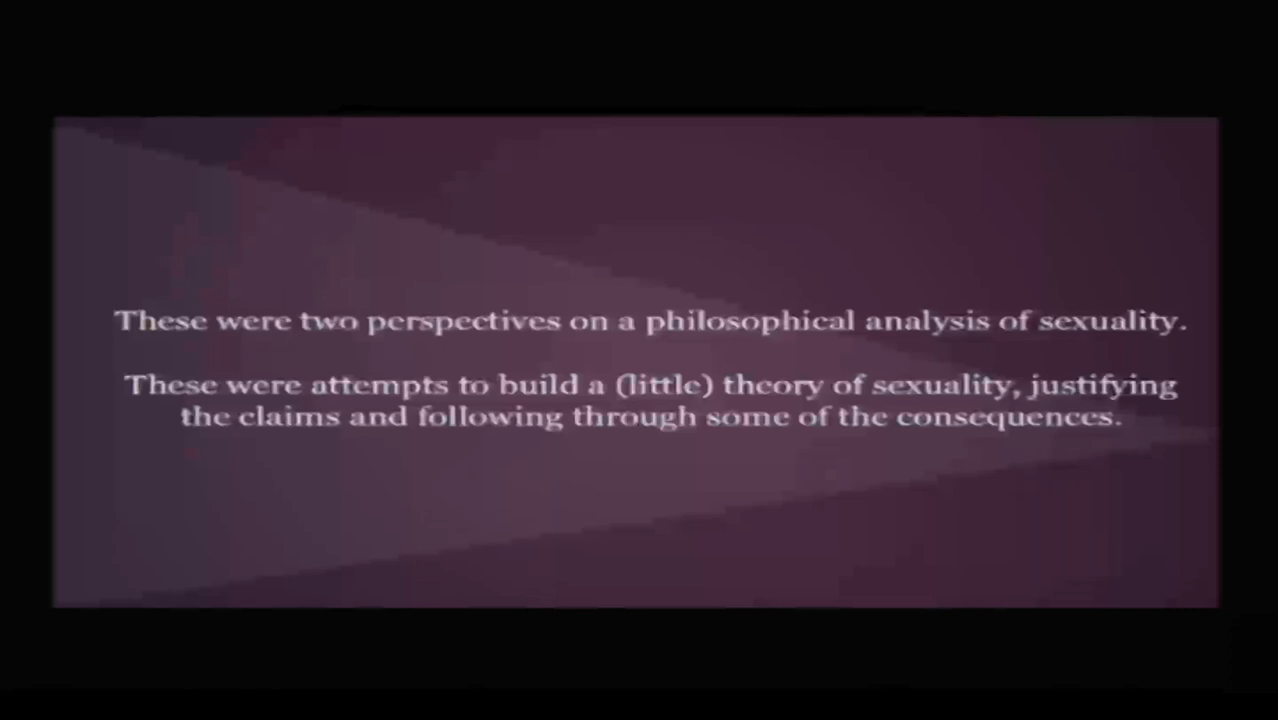 These were two perspectives on a philosophical analysis of sexuality.
These were attempts to build a (little) theory of sexuality, justifying
the claims and following through some of the consequences.